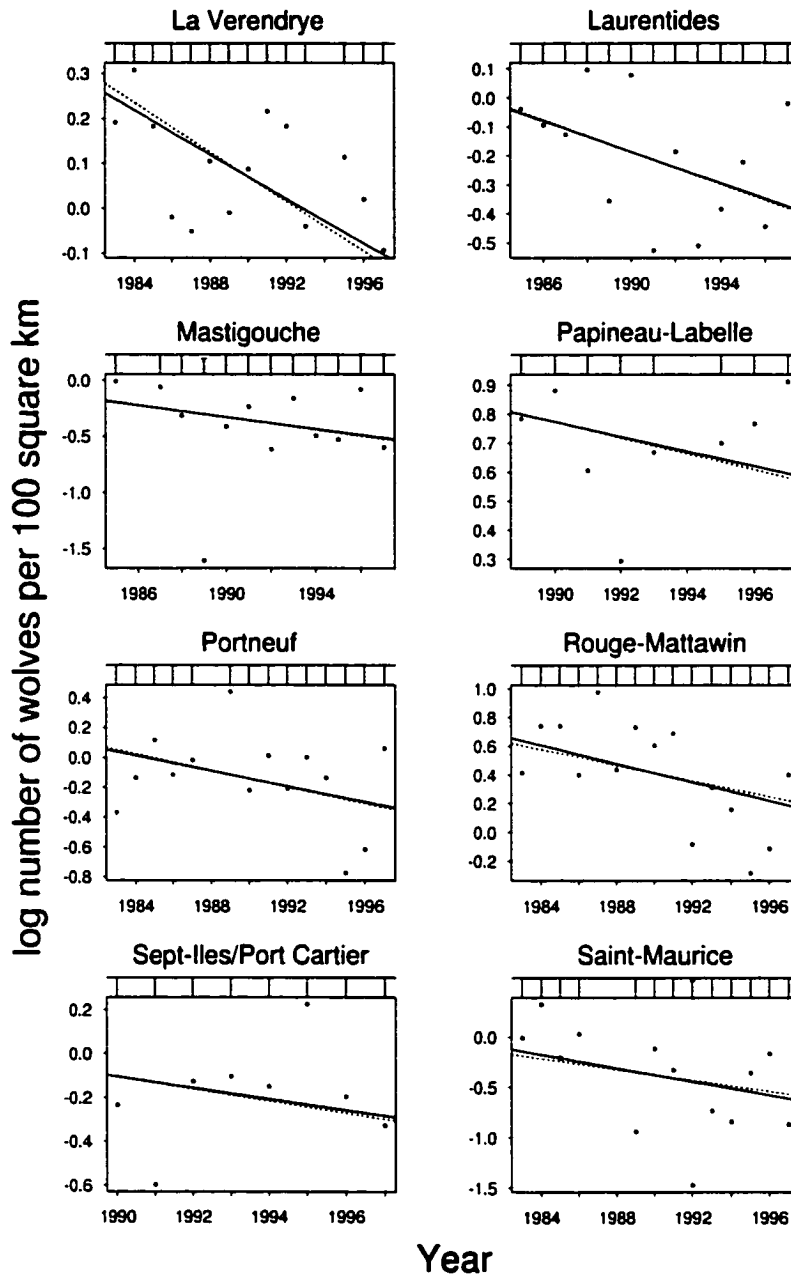 log number of wolves per 100 square km
La Verendrye
0.3
0.2
0.1
0.0
-0.1
1984 1988 1992 1996
Laurentides
0.1
0.0
-0.1
-0.2
-0.3
-0.4
-0.5
1986 1990 1994
Mastigouche
0.0
-0.5
-1.0
-1.5
1986 1990 1994
Papineau-Labelle
0.9
0.8
0.7
0.6
0.5
0.4
0.3
1990 1992 1994 1996
Portneuf
0.4
0.2
0.0
-0.2
-0.4
-0.6
-0.8
1984 1988 1992 1996
Rouge-Mattawin
1.0
0.8
0.6
0.4
0.2
0.0
-0.2
1984 1988 1992 1996
Sept-Iles/Port Cartier
0.2
0.0
-0.2
-0.4
-0.6
1990 1992 1994 1996
Saint-Maurice
0.0
-0.5
-1.0
-1.5
1984 1988 1992 1996
Year